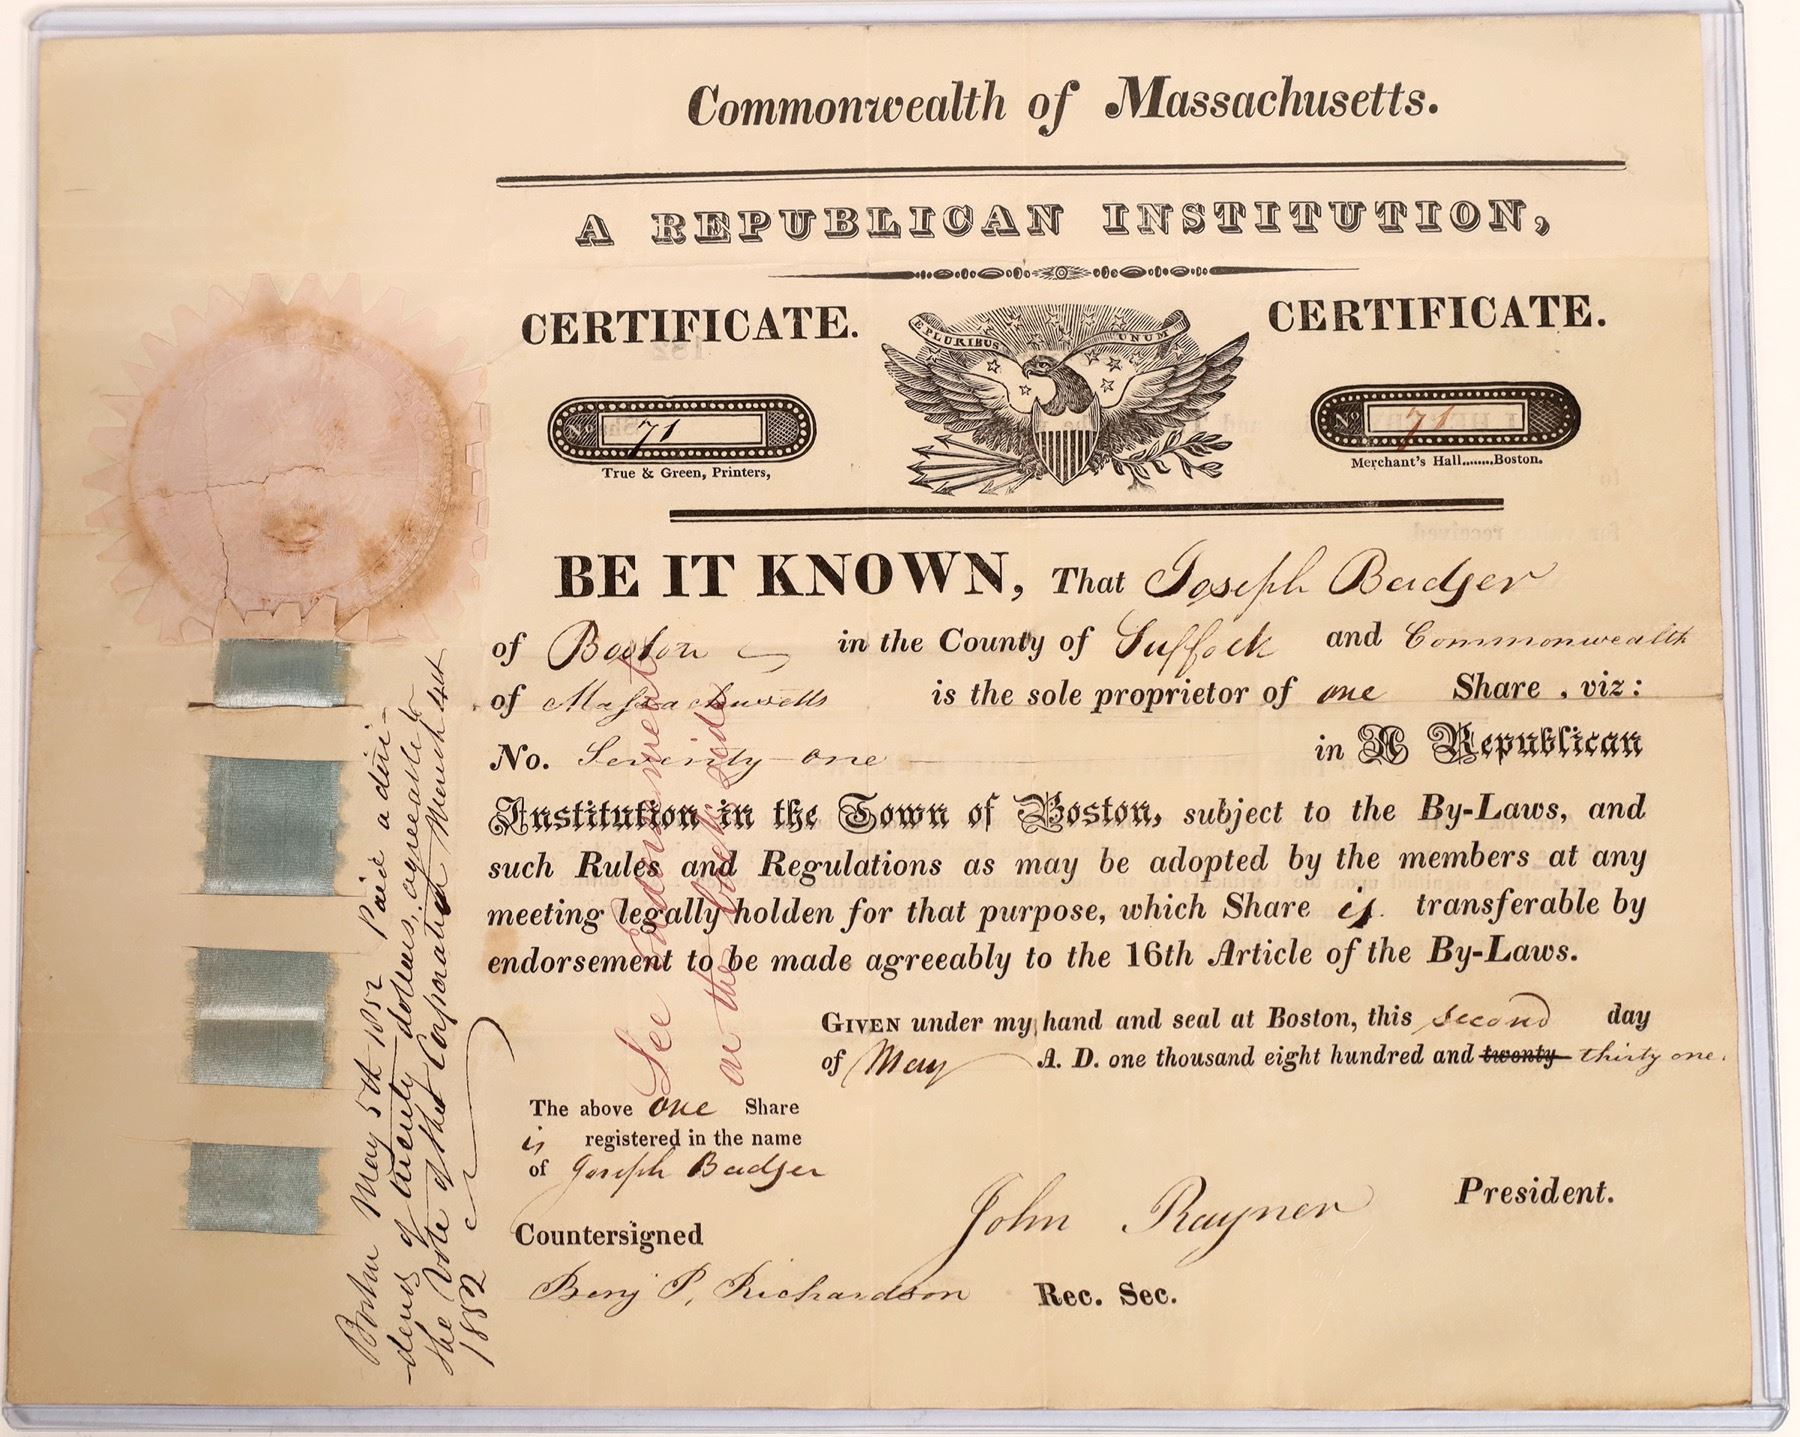 Commonwealth of Massachusetts.
A REPUBLICAN INSTITUTION,
CERTIFICATE.
CERTIFICATE.
E PLURIBUS UNUM
No 71
No 71
True & Green, Printers,
Merchant's Hall........Boston.
BE IT KNOWN, That Joseph Badger
of Boston in the County of Suffolk and Commonwealth
of Massachusetts is the sole proprietor of one Share , viz:
No. Seventy-one in A Republican
Institution in the Town of Boston, subject to the By-Laws, and
such Rules and Regulations as may be adopted by the members at any
meeting legally holden for that purpose, which Share is transferable by
endorsement to be made agreeably to the 16th Article of the By-Laws.
GIVEN under my hand and seal at Boston, this second day
of May A. D. one thousand eight hundred and twenty thirty one.
The above one Share
is registered in the name
of Joseph Badger
John Rayner President.
Countersigned
Benj P. Richardson Rec. Sec.
See Endorsement
on the back side
Boston May 5th 1852 Paid a divi-
-dend of twenty dollars, agreeable to
the Vote of the Corporation March 4th
1852